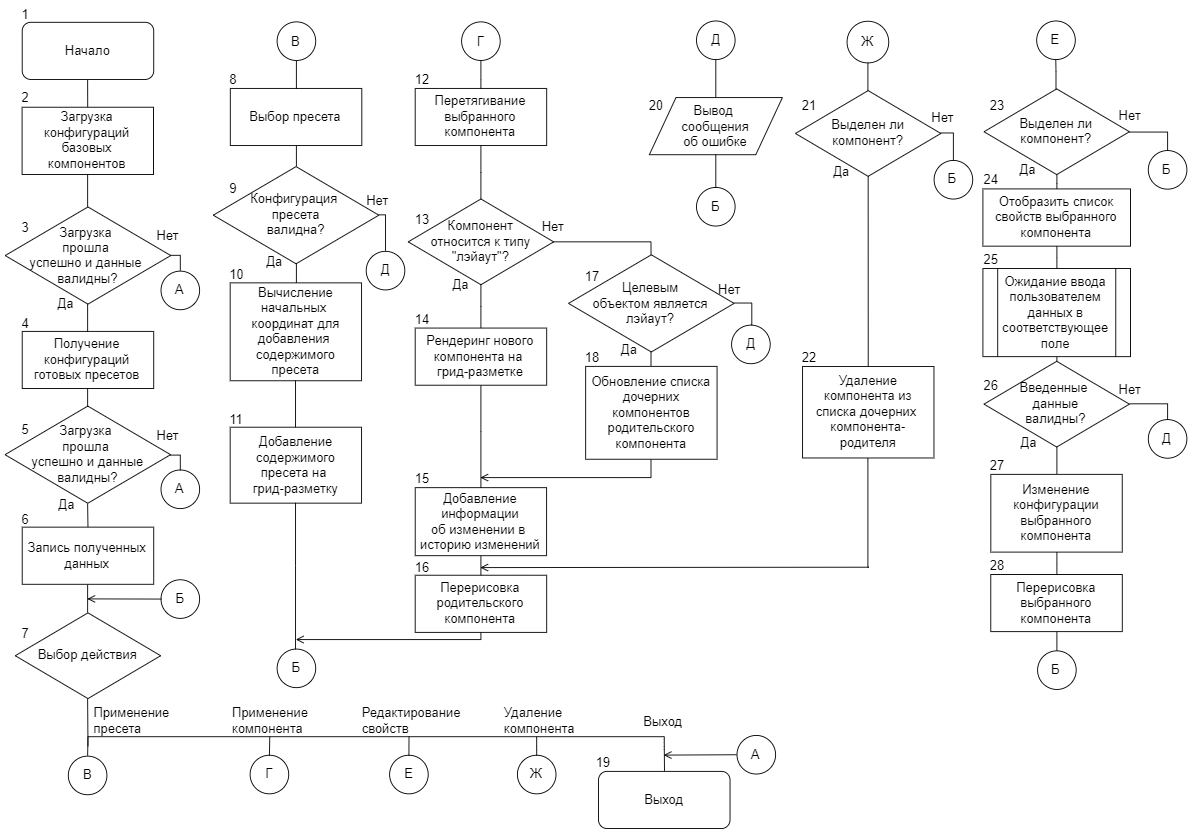 1
Начало
2
Загрузка
конфигураций
базовых
компонентов
3
Загрузка
прошла
успешно и данные
валидны?
Нет
А
Да
4
Получение
конфигураций
готовых пресетов
5
Загрузка
прошла
успешно и данные
валидны?
Нет
А
Да
6
Запись полученных
данных
Б
7
Выбор действия
Применение
пресета
Применение
компонента
Редактирование
свойств
Удаление
компонента
Выход
В
Г
Е
Ж
А
19
Выход
В
8
Выбор пресета
9
Конфигурация
пресета
валидна?
Нет
Д
Да
10
Вычисление
начальных
координат для
добавления
содержимого
пресета
11
Добавление
содержимого
пресета на
грид-разметку
Б
Г
12
Перетягивание
выбранного
компонента
13
Компонент
относится к типу
"лэйаут"?
Нет
Да
14
Рендеринг нового
компонента на
грид-разметке
15
Добавление
информации
об изменении в
историю изменений
16
Перерисовка
родительского
компонента
17
Целевым
объектом является
лэйаут?
Нет
Д
Да
18
Обновление списка
дочерних
компонентов
родительского
компонента
Д
20
Вывод
сообщения
об ошибке
Б
Ж
21
Выделен ли
компонент?
Нет
Б
Да
22
Удаление
компонента из
списка дочерних
компонента-
родителя
Е
23
Выделен ли
компонент?
Нет
Б
Да
24
Отобразить список
свойств выбранного
компонента
25
Ожидание ввода
пользователем
данных в
соответствующее
поле
26
Введенные
данные
валидны?
Нет
Д
Да
27
Изменение
конфигурации
выбранного
компонента
28
Перерисовка
выбранного
компонента
Б